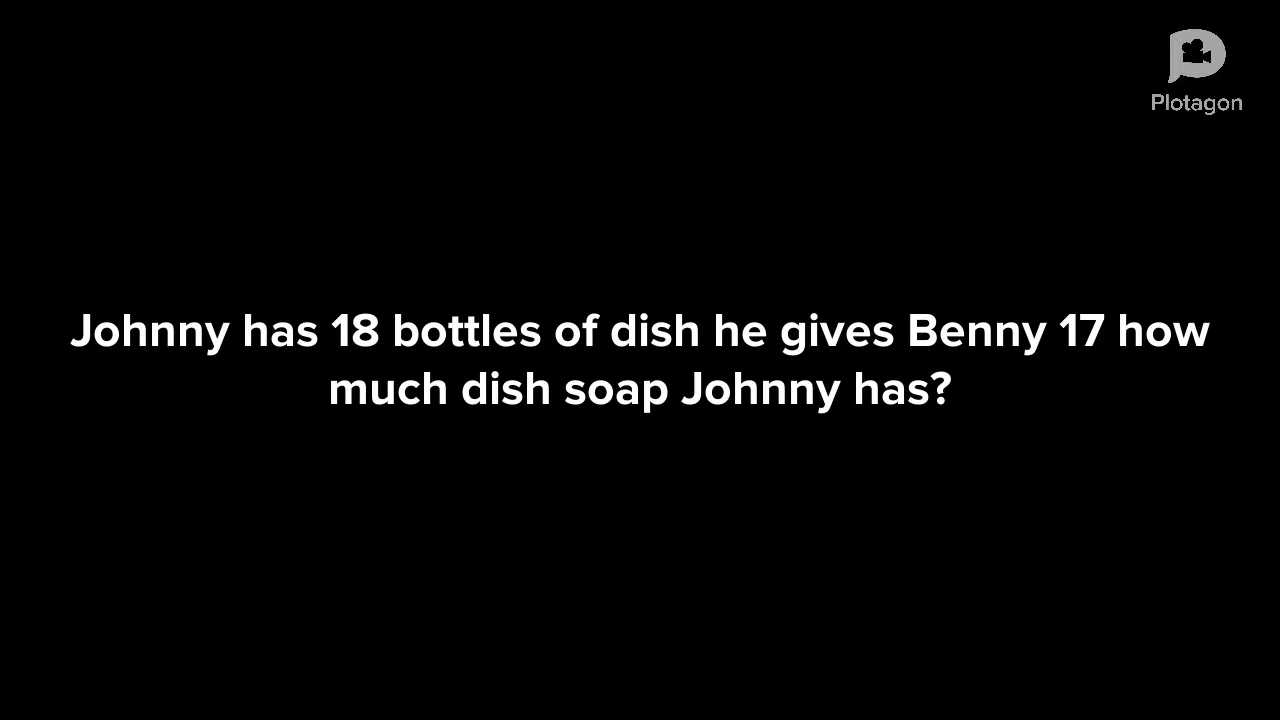 Plotagon
Johnny has 18 bottles of dish he gives Benny 17 how
much dish soap Johnny has?